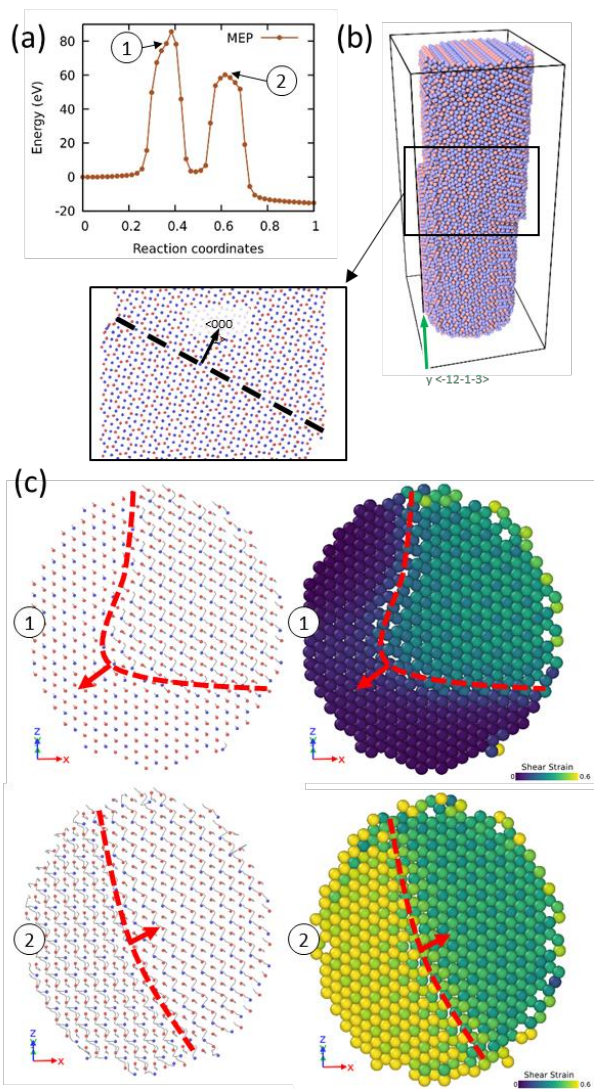 (a)
80
60
40
20
0
-20
0
0.2
0.4
0.6
0.8
1
Energy (eV)
Reaction coordinates
MEP
1
2
(b)
<000
y <-12-1-3>
(c)
1
z
x
1
z
x
Shear Strain
0
0.6
2
z
x
2
z
x
Shear Strain
0
0.6